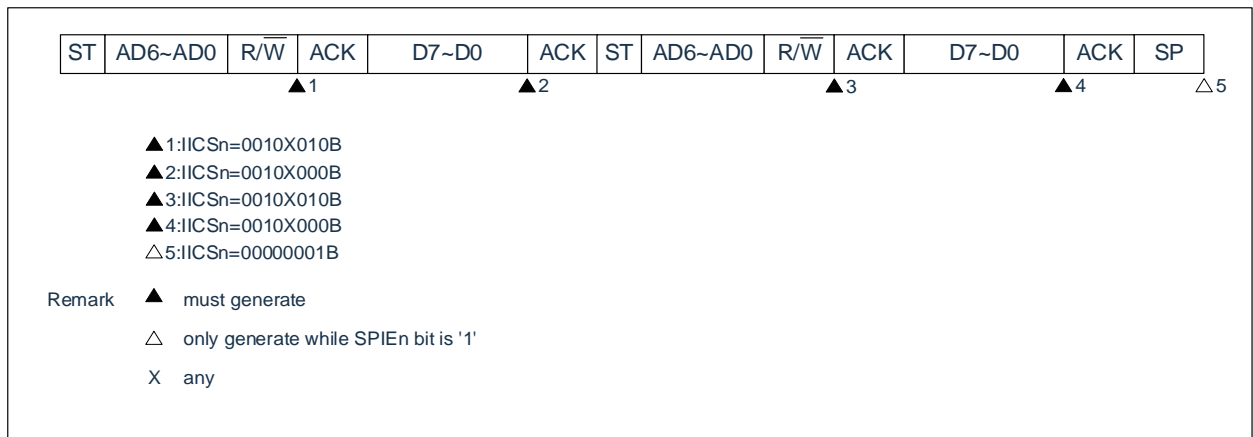 ST AD6~AD0 R/W̅ ACK D7~D0 ACK ST AD6~AD0 R/W̅ ACK D7~D0 ACK SP
▲1 ▲2 ▲3 ▲4 △5
▲1:IICSn=0010X010B
▲2:IICSn=0010X000B
▲3:IICSn=0010X010B
▲4:IICSn=0010X000B
△5:IICSn=00000001B
Remark ▲ must generate
△ only generate while SPIEn bit is '1'
X any